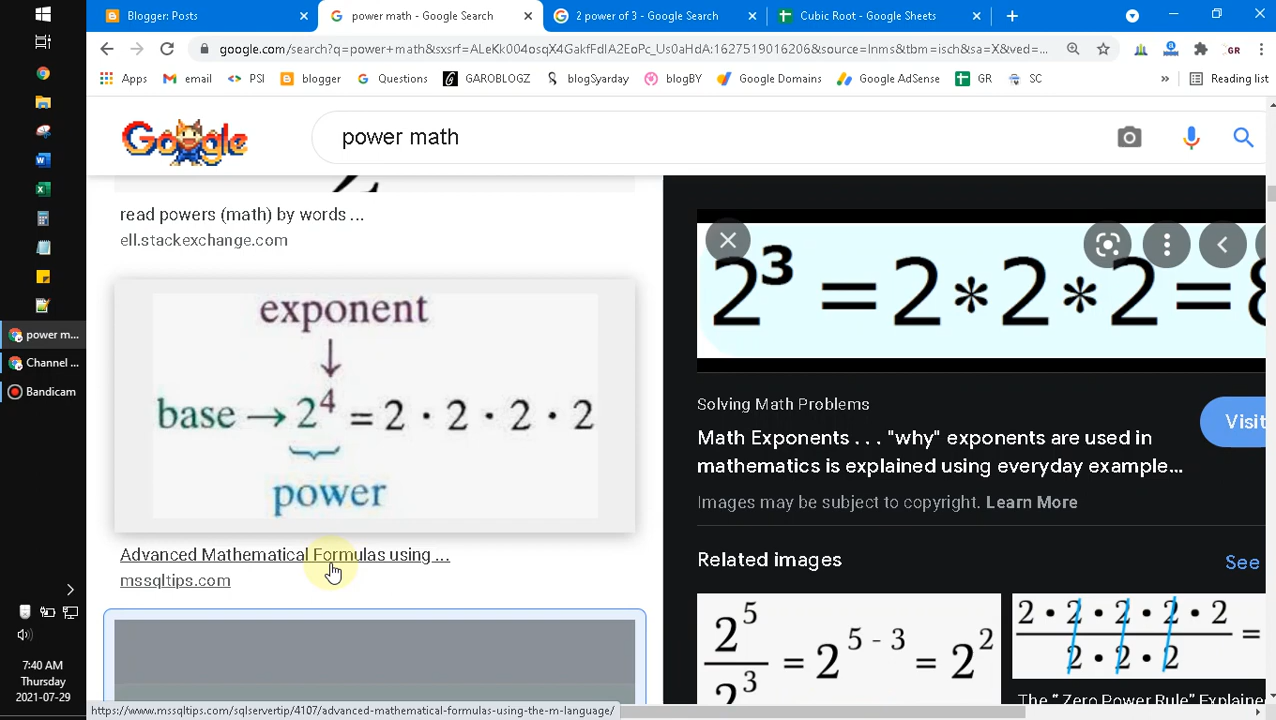 Blogger: Posts
power math - Google Search
2 power of 3 - Google Search
Cubic Root - Google Sheets
google.com/search?q=power+math&sxsrf=ALeKk004osqX4GakfFdIA2EoPc_Us0aHdA:1627519016206&source=lnms&tbm=isch&sa=X&ved=...
GR
Apps
email
PSI
blogger
Questions
GAROBLOGZ
blogSyarday
blogBY
Google Domains
Google AdSense
GR
SC
»
Reading list
Google
power math
read powers (math) by words ...
ell.stackexchange.com
exponent
base → 2⁴ = 2 · 2 · 2 · 2
power
Advanced Mathematical Formulas using ...
mssqltips.com
2³ = 2*2*2=8
Solving Math Problems
Visit
Math Exponents . . . "why" exponents are used in
mathematics is explained using everyday example...
Images may be subject to copyright. Learn More
Related images
See
2⁵
2³
= 2⁵⁻³ = 2²
2 · 2 · 2 · 2 · 2
2 · 2 · 2 · 2
=
The " Zero Power Rule" Explaine
power m...
Channel ...
Bandicam
7:40 AM
Thursday
2021-07-29
https://www.mssqltips.com/sqlservertip/4107/advanced-mathematical-formulas-using-the-m-language/